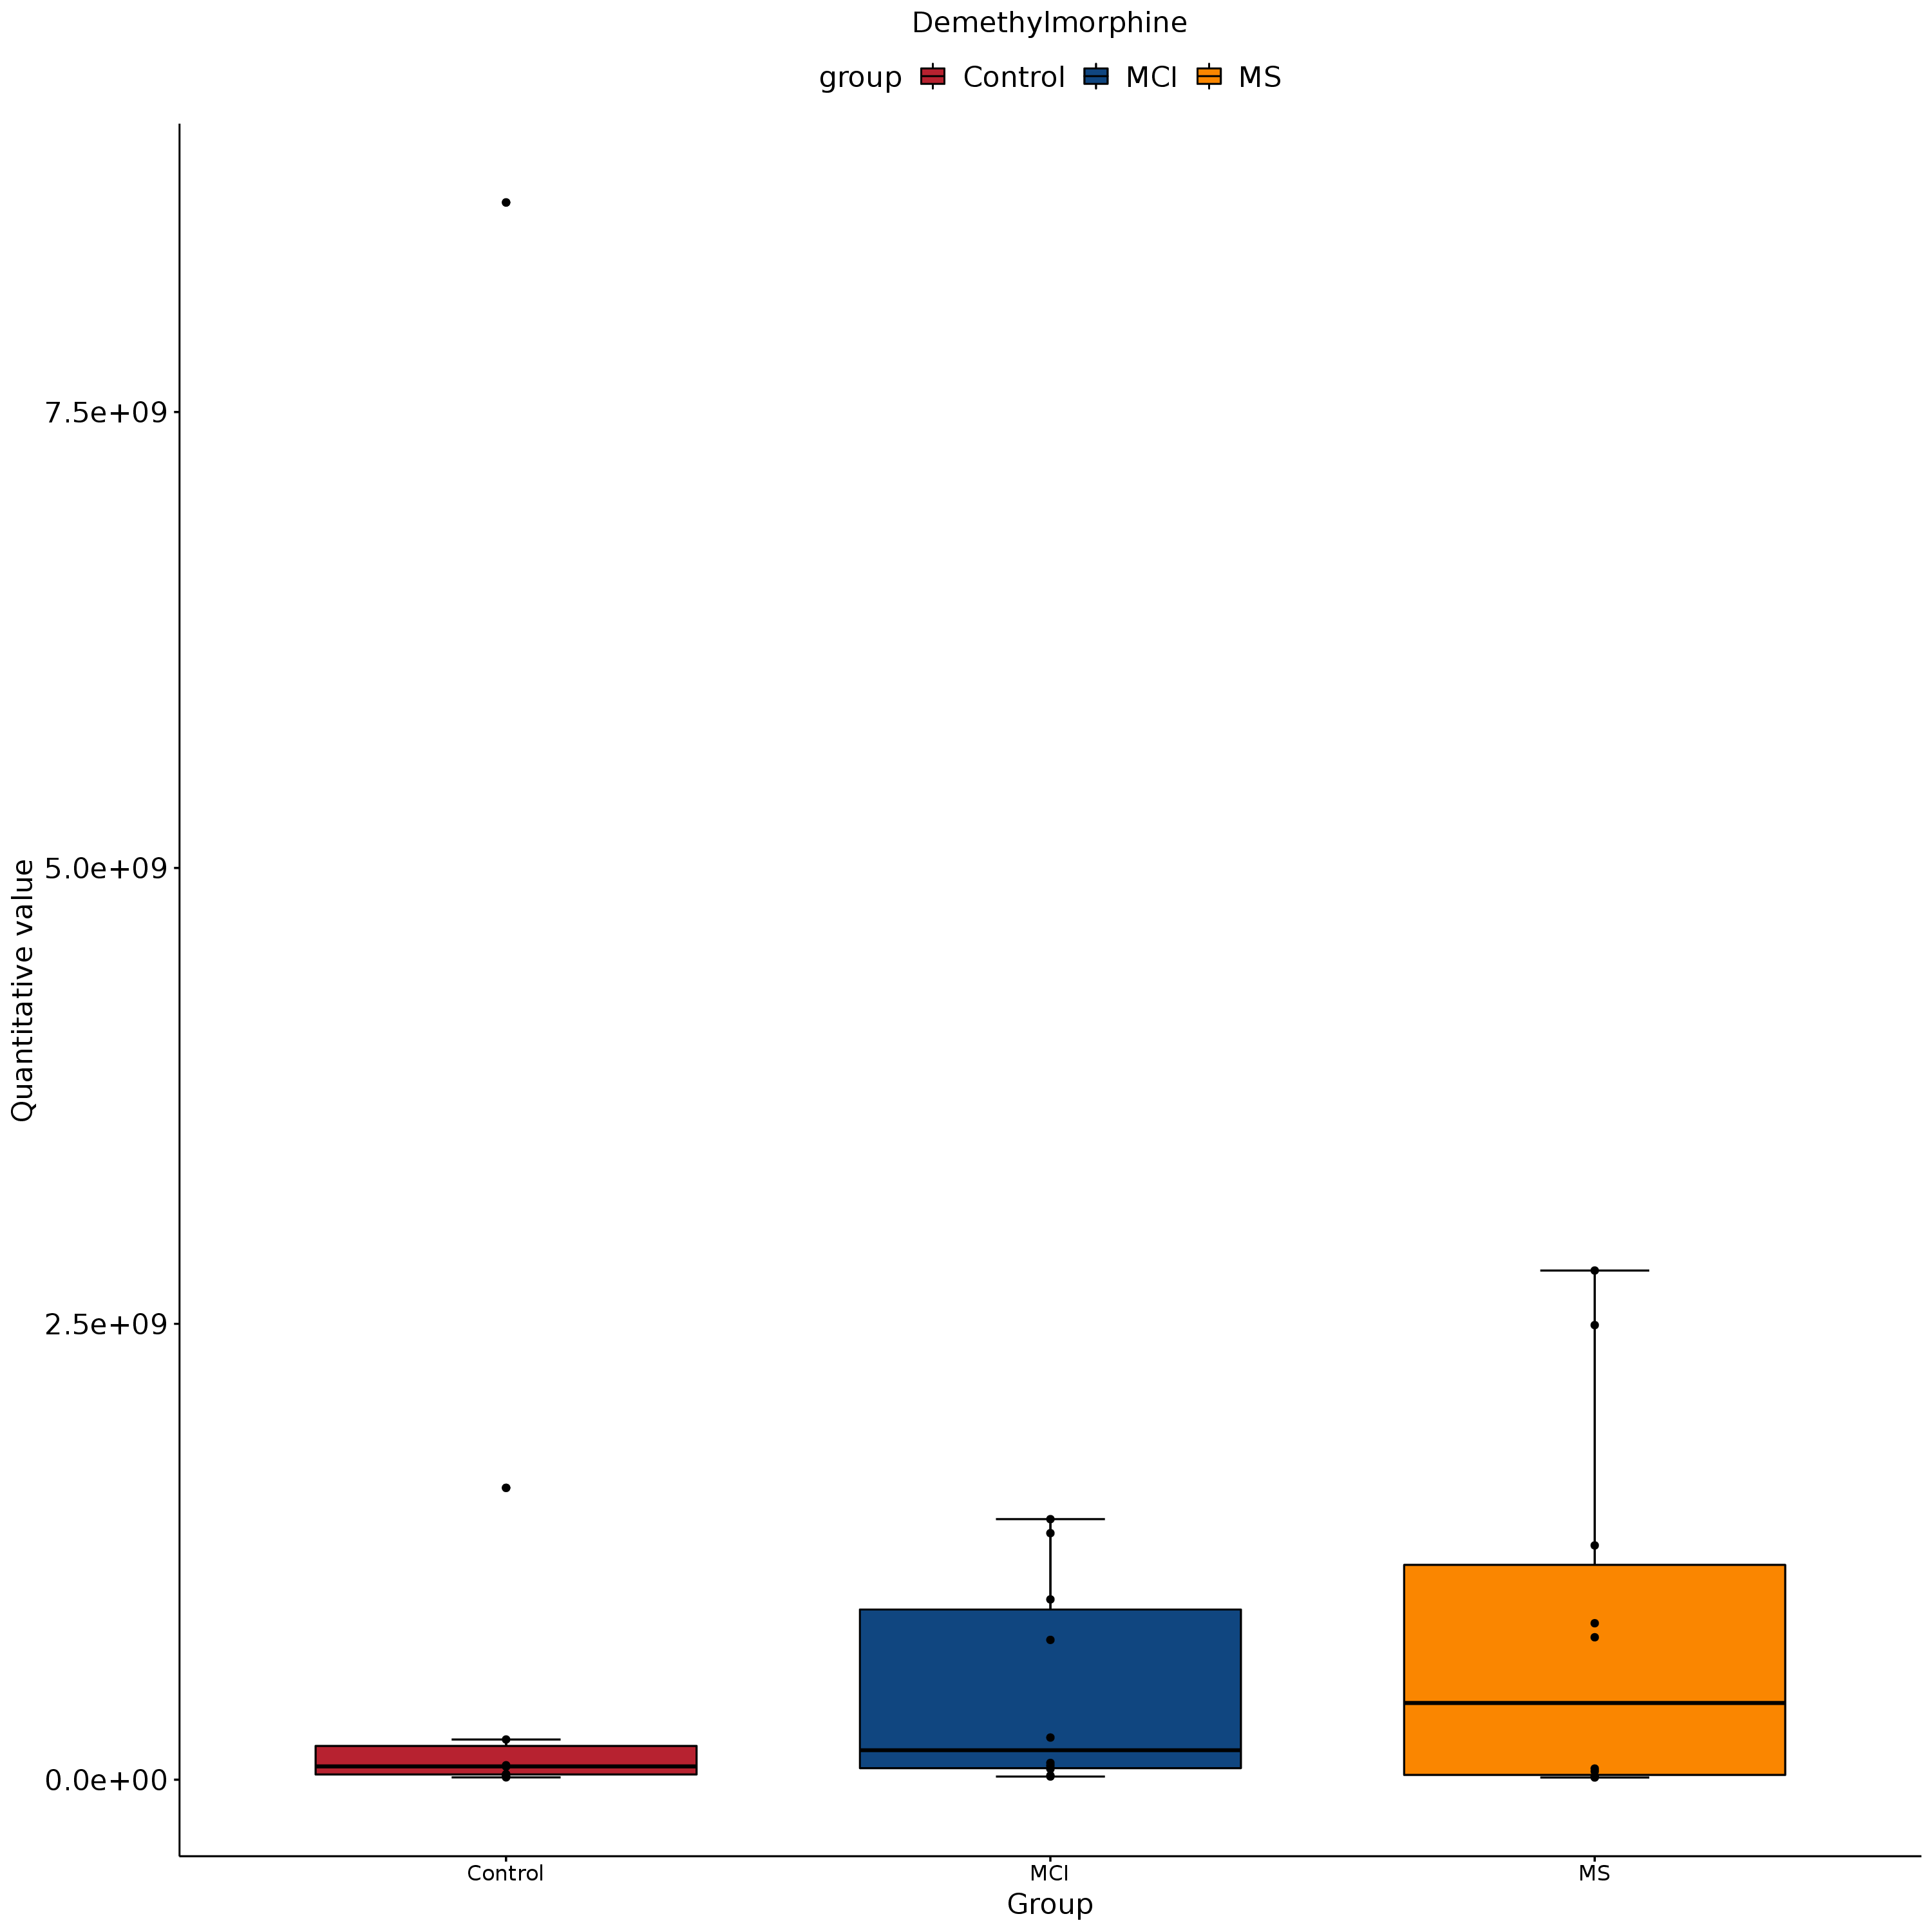 Demethylmorphine
group Control MCI MS
Quantitative value
7.5e+09
5.0e+09
2.5e+09
0.0e+00
Control MCI MS
Group